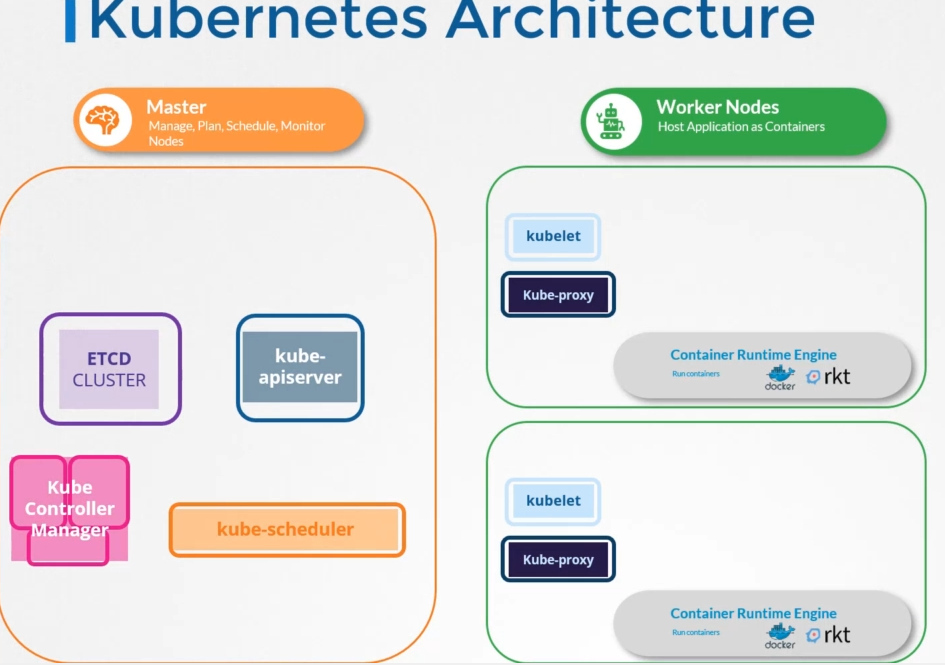 Kubernetes Architecture
Master
Manage, Plan, Schedule, Monitor
Nodes
Worker Nodes
Host Application as Containers
ETCD
CLUSTER
kube-
apiserver
Kube
Controller
Manager
kube-scheduler
kubelet
Kube-proxy
Container Runtime Engine
Run containers
docker
rkt
kubelet
Kube-proxy
Container Runtime Engine
Run containers
docker
rkt